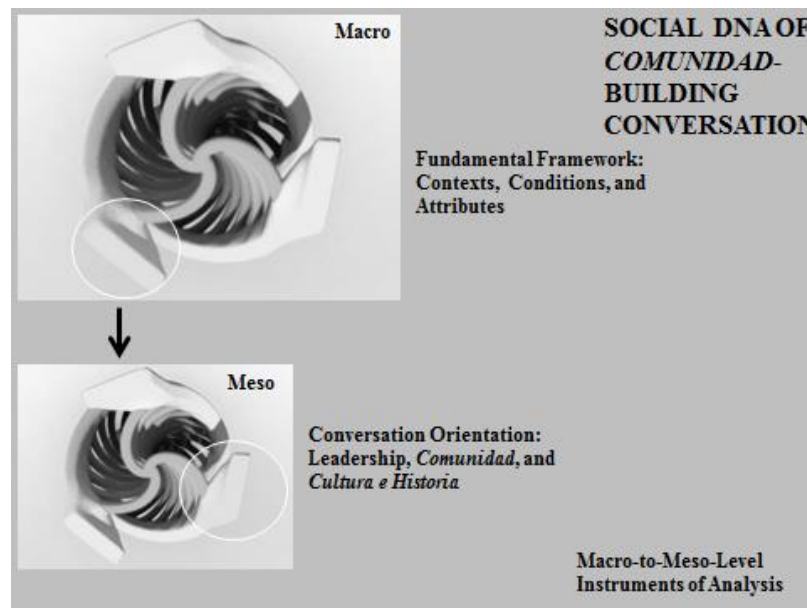 Macro
SOCIAL DNA OF
COMUNIDAD-
BUILDING
CONVERSATION
Fundamental Framework:
Contexts, Conditions, and
Attributes
Meso
Conversation Orientation:
Leadership, Comunidad, and
Cultura e Historia
Macro-to-Meso-Level
Instruments of Analysis